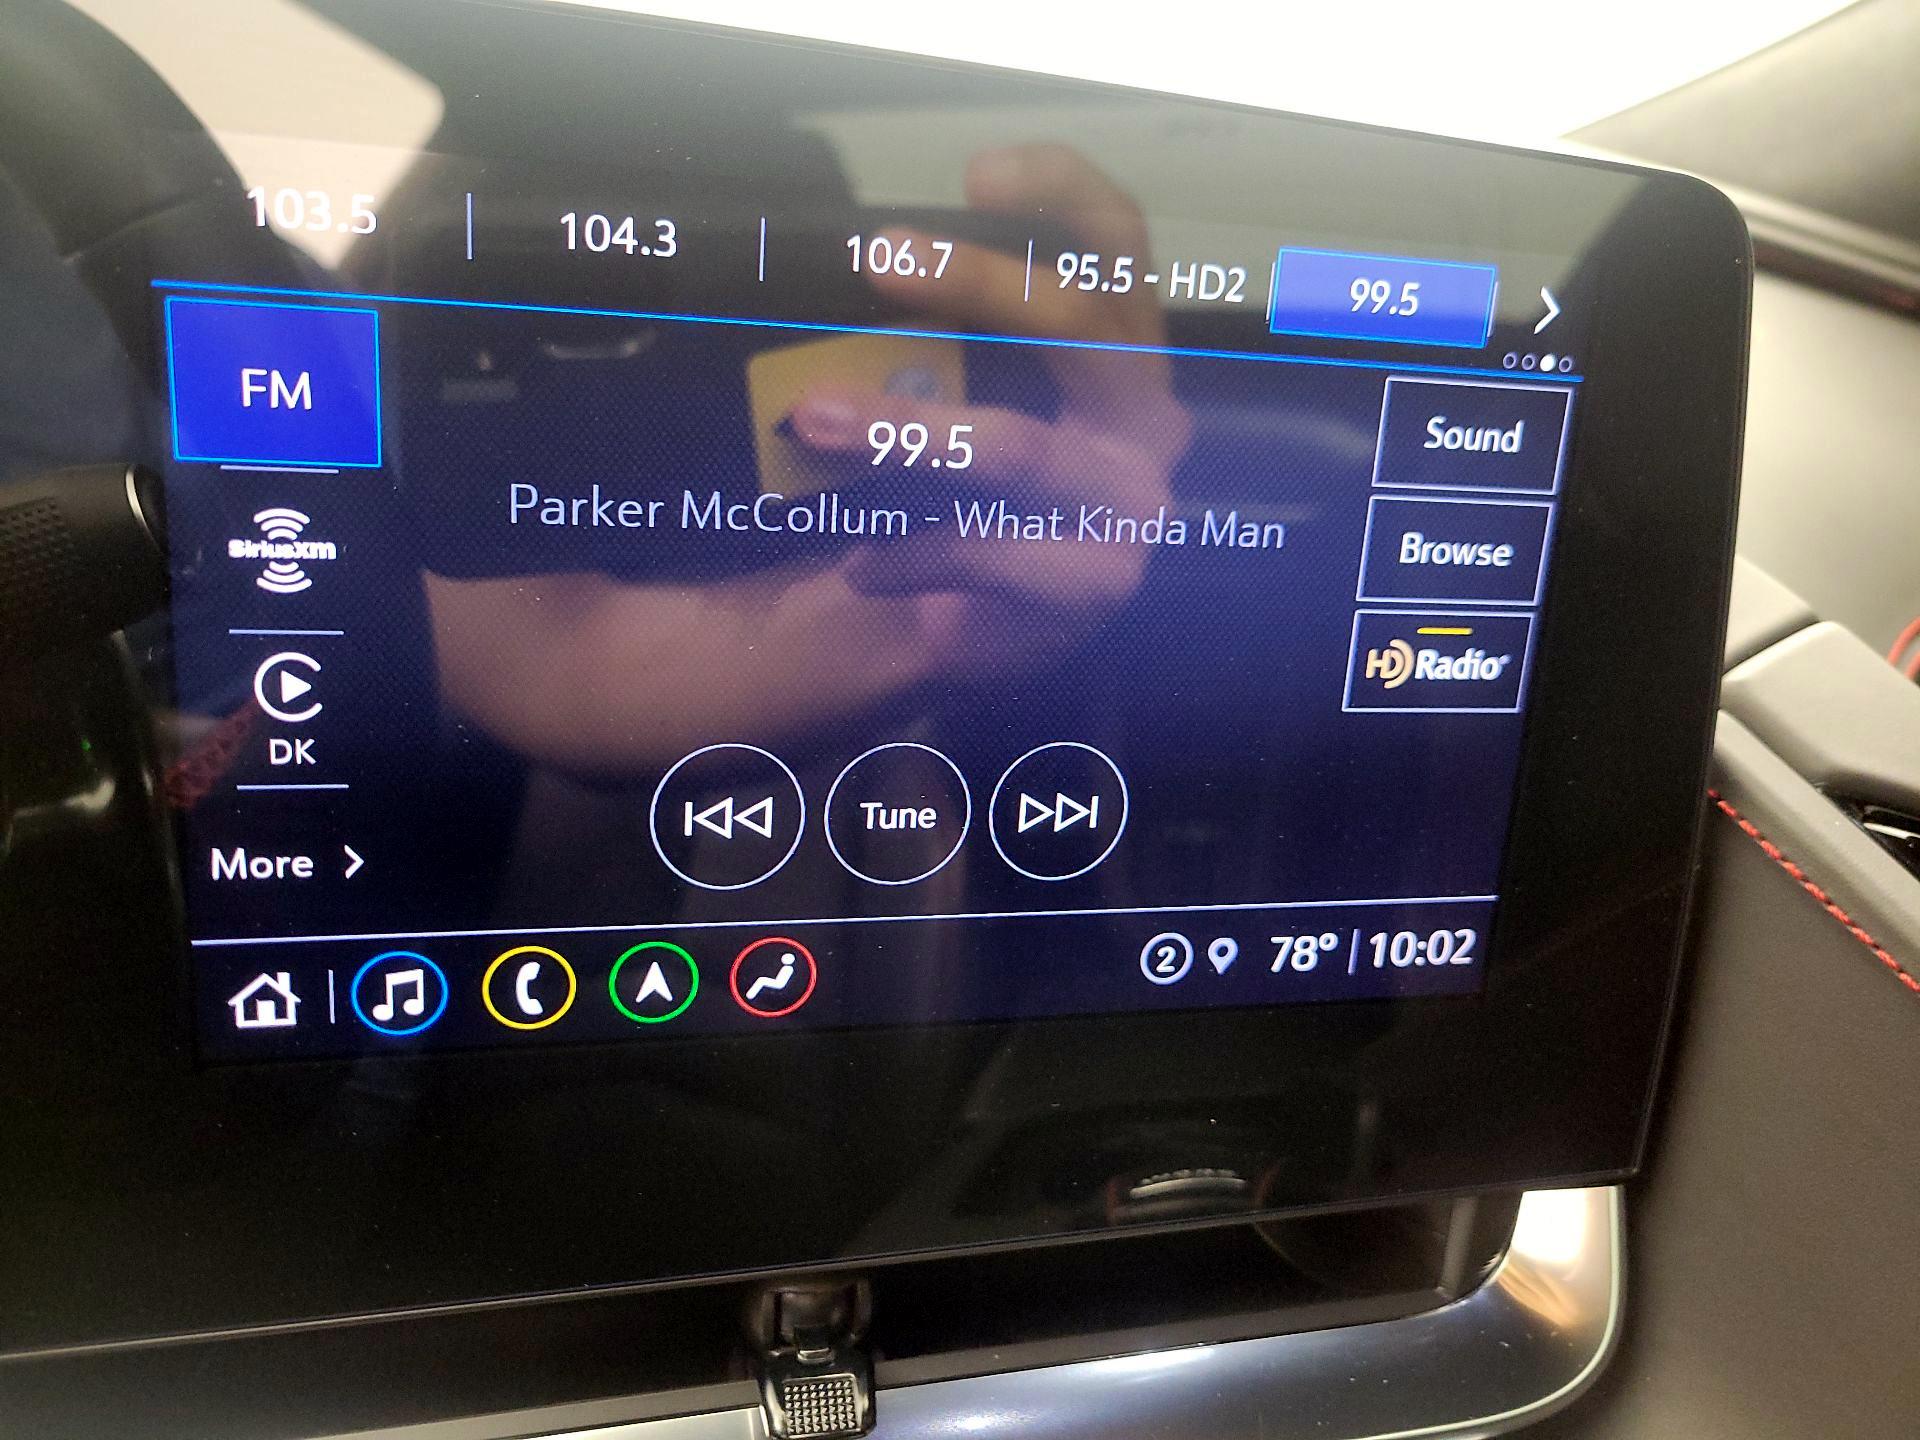 103.5 | 104.3 | 106.7 | 95.5 - HD2 | 99.5
FM
99.5
Parker McCollum - What Kinda Man
Sound
SiriusXm
Browse
HD Radio
DK
Tune
More
2 78° | 10:02